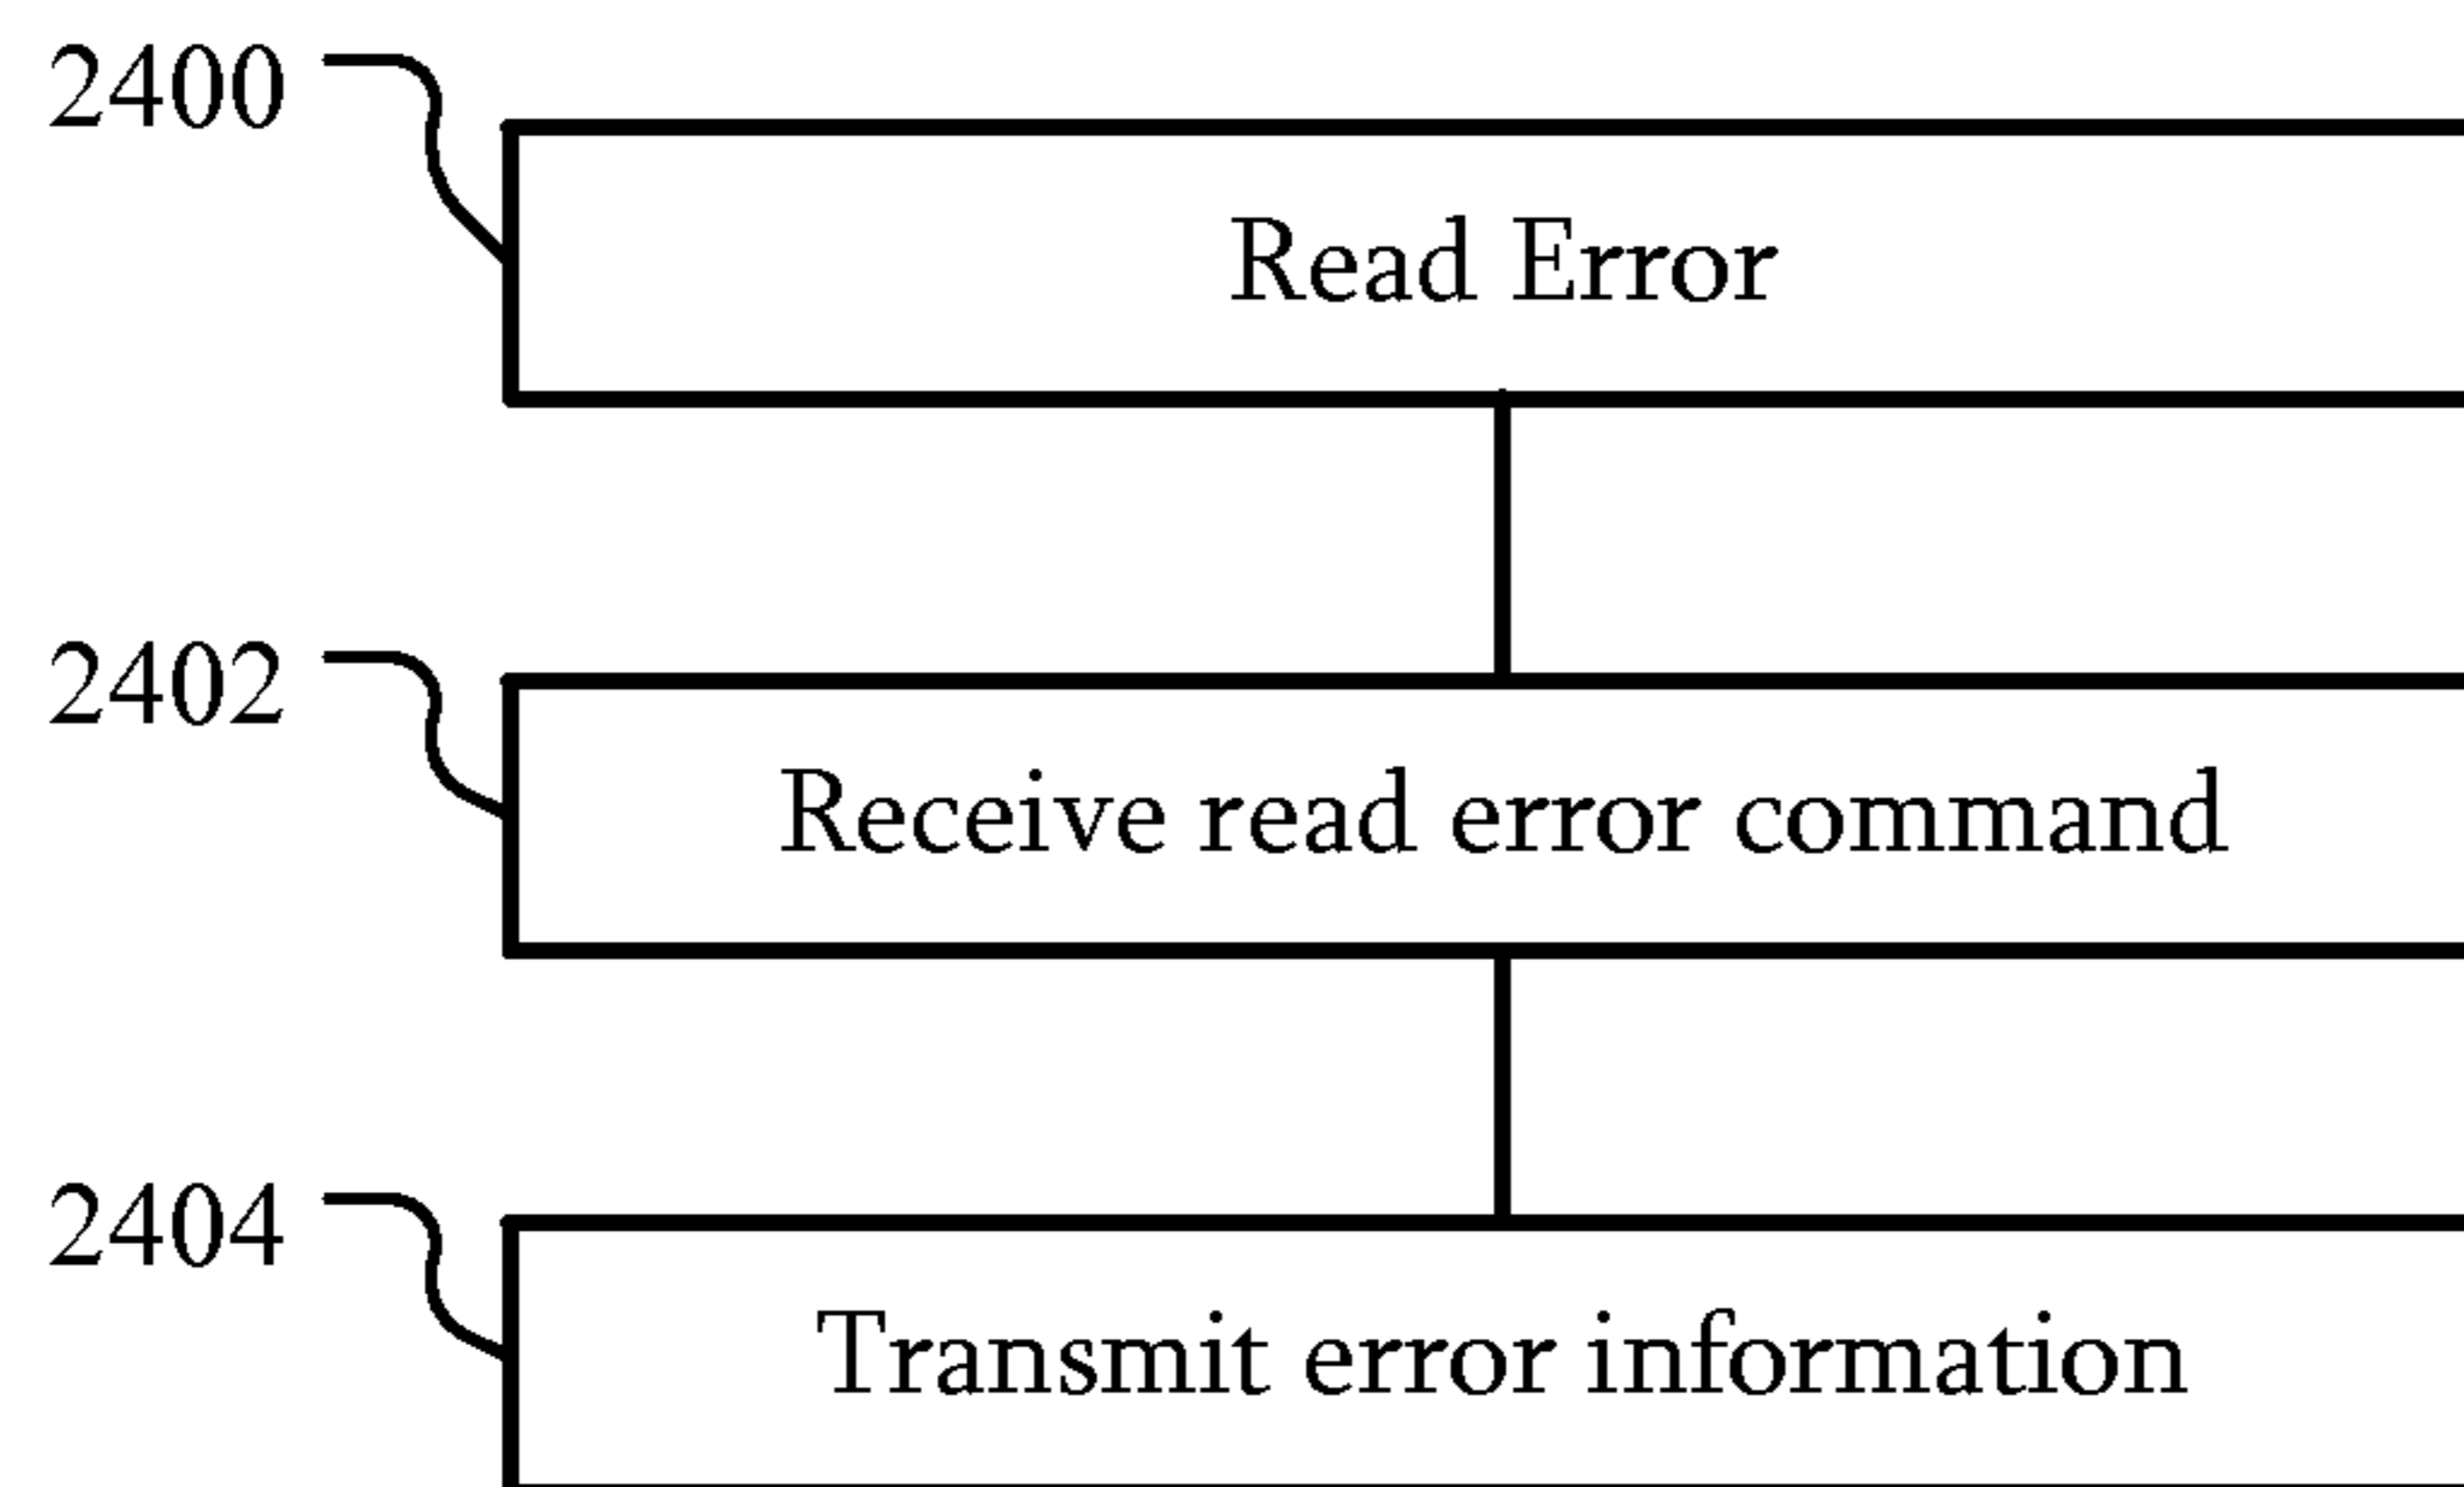 2400
Read Error
2402
Receive read error command
2404
Transmit error information